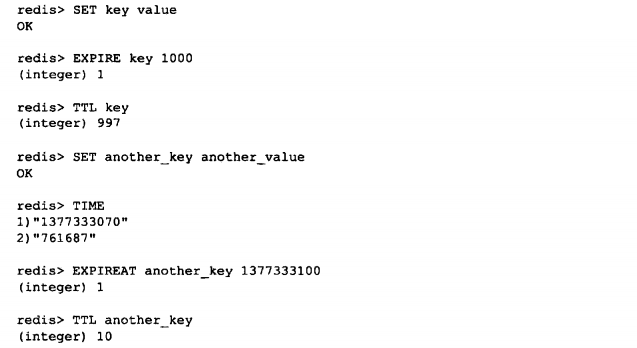 redis> SET key value
OK
redis> EXPIRE key 1000
(integer) 1
redis> TTL key
(integer) 997
redis> SET another_key another_value
OK
redis> TIME
1)"1377333070"
2)"761687"
redis> EXPIREAT another_key 1377333100
(integer) 1
redis> TTL another_key
(integer) 10